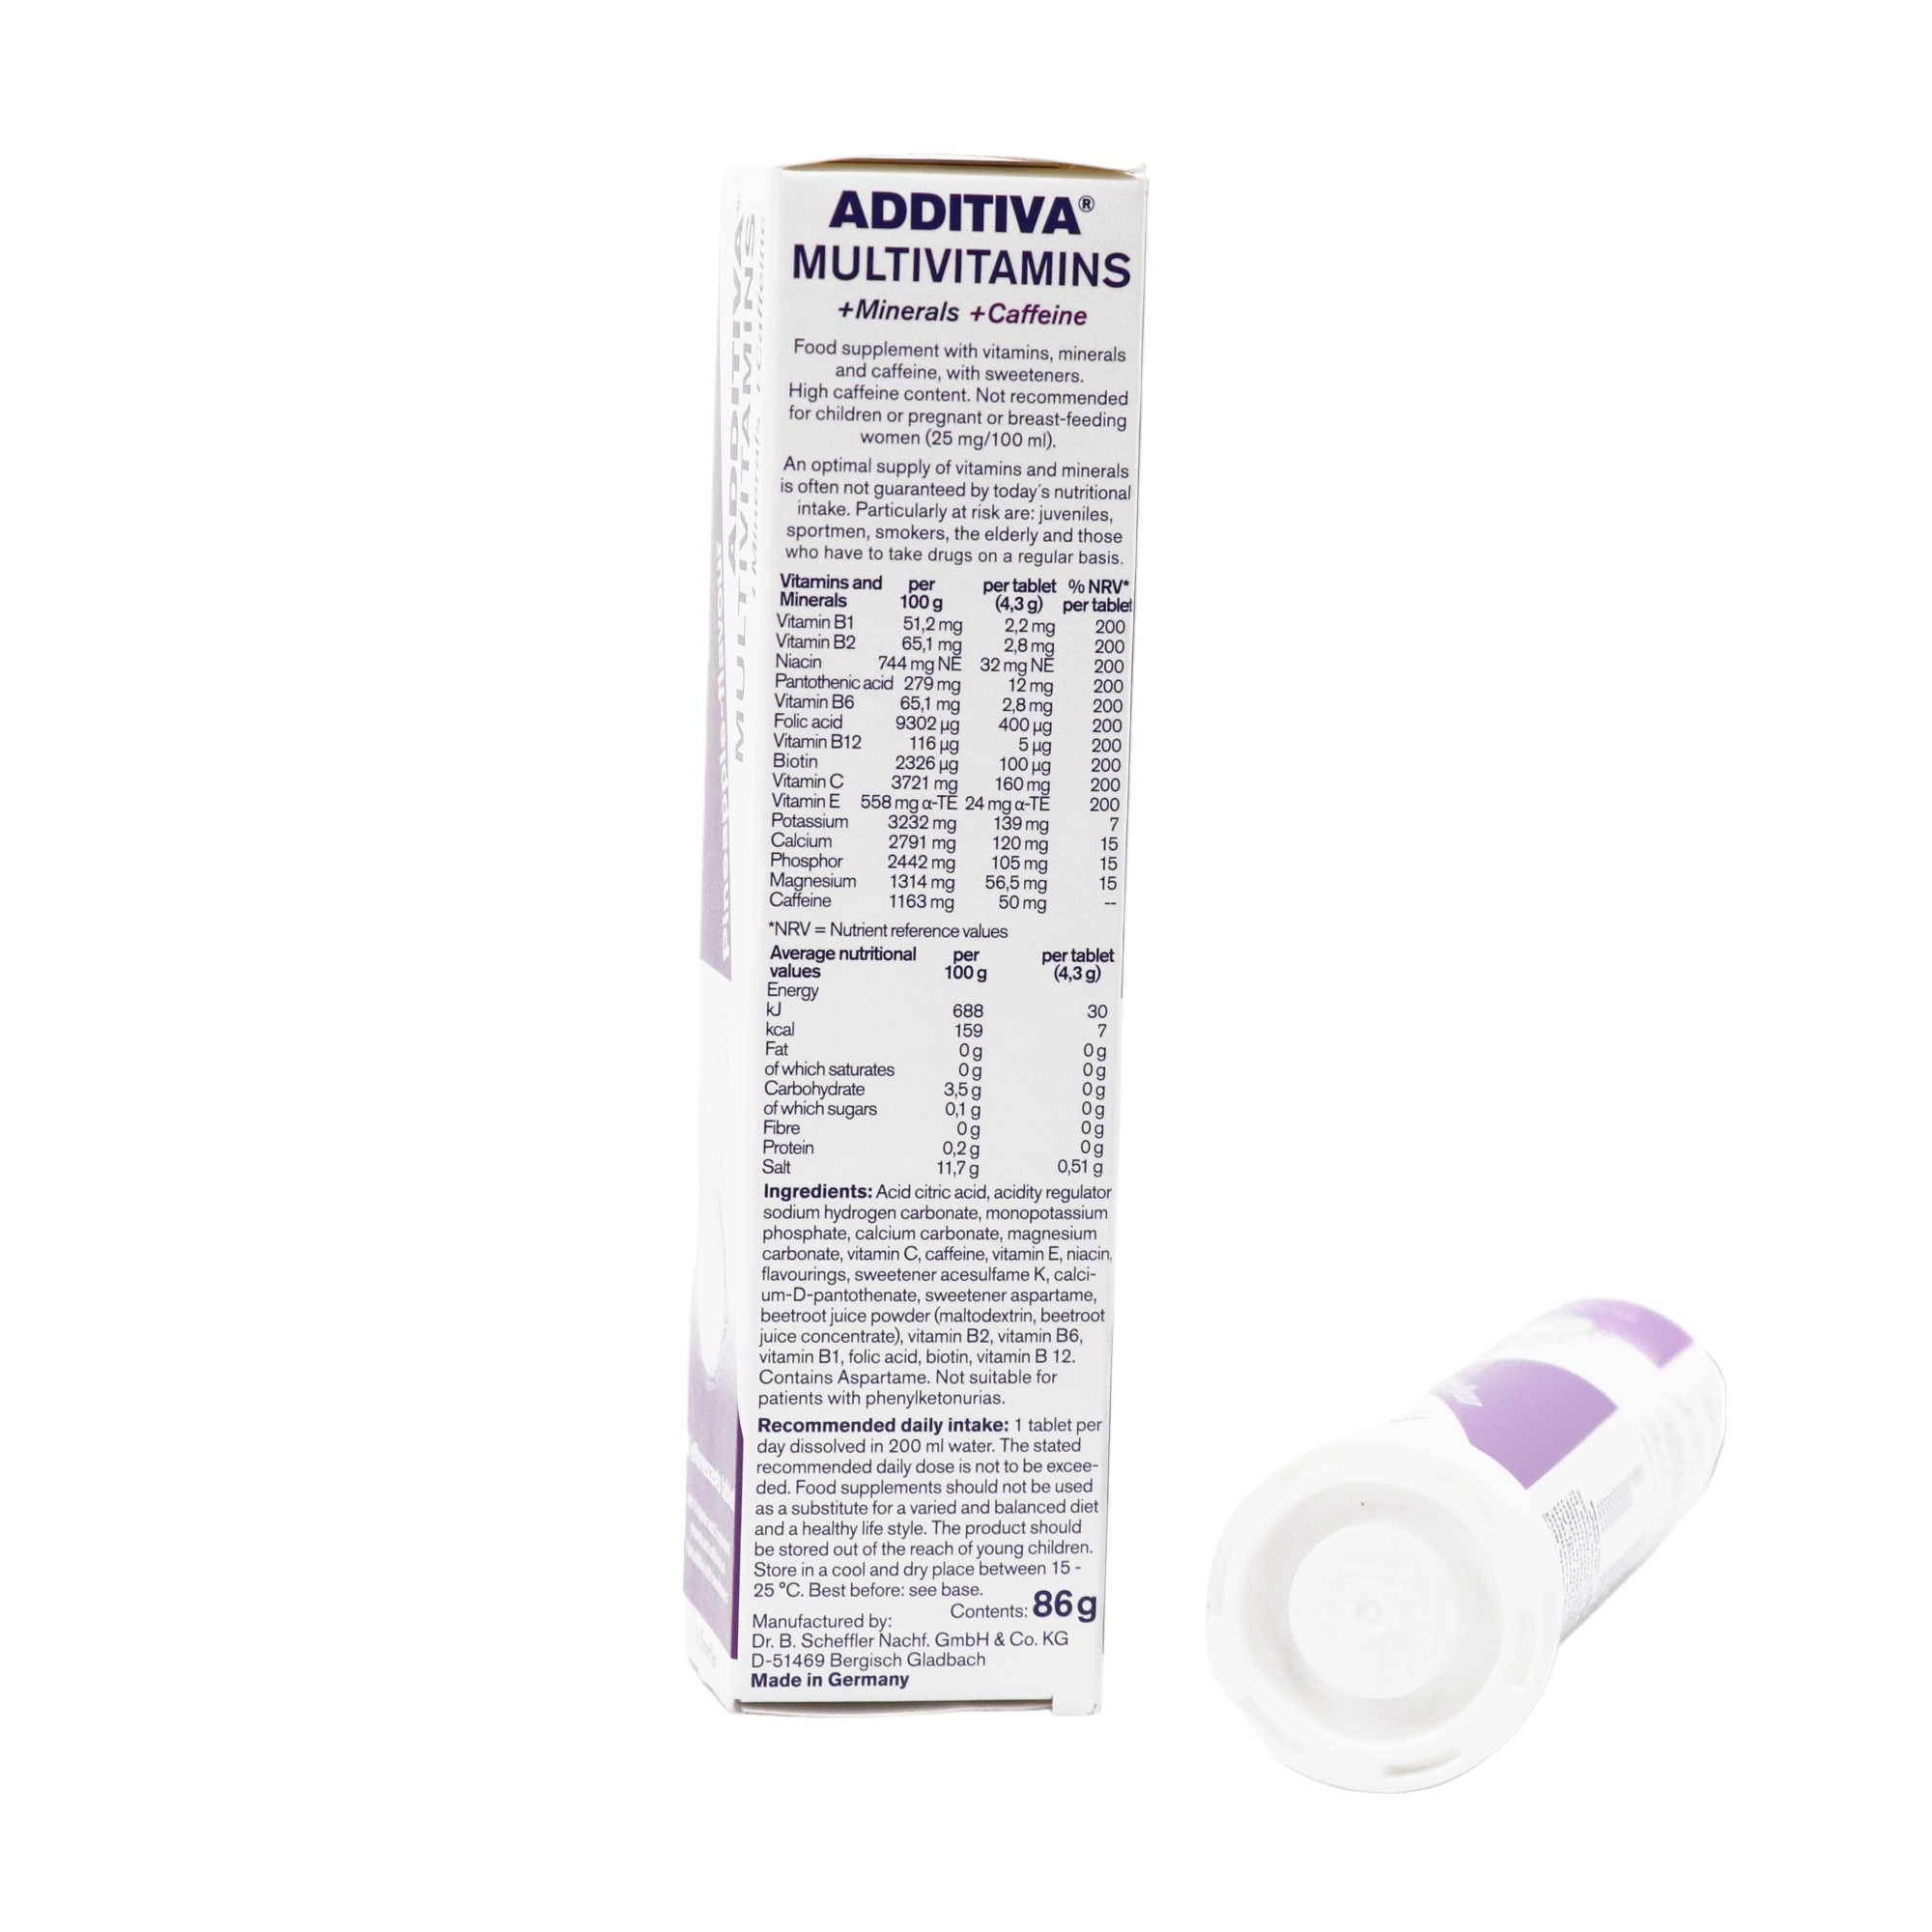 ADDITIVA®
MULTIVITAMINS
+Minerals +Caffeine
Food supplement with vitamins, minerals
and caffeine, with sweeteners.
High caffeine content. Not recommended
for children or pregnant or breast-feeding
women (25 mg/100 ml).
An optimal supply of vitamins and minerals
is often not guaranteed by today´s nutritional
intake. Particularly at risk are: juveniles,
sportmen, smokers, the elderly and those
who have to take drugs on a regular basis.
Vitamins and per per tablet % NRV*
Minerals 100 g (4,3 g) per tablet
Vitamin B1 51,2 mg 2,2 mg 200
Vitamin B2 65,1 mg 2,8 mg 200
Niacin 744 mg NE 32 mg NE 200
Pantothenic acid 279 mg 12 mg 200
Vitamin B6 65,1 mg 2,8 mg 200
Folic acid 9302 µg 400 µg 200
Vitamin B12 116 µg 5 µg 200
Biotin 2326 µg 100 µg 200
Vitamin C 3721 mg 160 mg 200
Vitamin E 558 mg α-TE 24 mg α-TE 200
Potassium 3232 mg 139 mg 7
Calcium 2791 mg 120 mg 15
Phosphor 2442 mg 105 mg 15
Magnesium 1314 mg 56,5 mg 15
Caffeine 1163 mg 50 mg --
*NRV = Nutrient reference values
Average nutritional per per tablet
values 100 g (4,3 g)
Energy
kJ 688 30
kcal 159 7
Fat 0 g 0 g
of which saturates 0 g 0 g
Carbohydrate 3,5 g 0 g
of which sugars 0,1 g 0 g
Fibre 0 g 0 g
Protein 0,2 g 0 g
Salt 11,7 g 0,51 g
Ingredients: Acid citric acid, acidity regulator
sodium hydrogen carbonate, monopotassium
phosphate, calcium carbonate, magnesium
carbonate, vitamin C, caffeine, vitamin E, niacin,
flavourings, sweetener acesulfame K, calci-
um-D-pantothenate, sweetener aspartame,
beetroot juice powder (maltodextrin, beetroot
juice concentrate), vitamin B2, vitamin B6,
vitamin B1, folic acid, biotin, vitamin B 12.
Contains Aspartame. Not suitable for
patients with phenylketonurias.
Recommended daily intake: 1 tablet per
day dissolved in 200 ml water. The stated
recommended daily dose is not to be excee-
ded. Food supplements should not be used
as a substitute for a varied and balanced diet
and a healthy life style. The product should
be stored out of the reach of young children.
Store in a cool and dry place between 15 -
25 °C. Best before: see base.
Contents: 86 g
Manufactured by:
Dr. B. Scheffler Nachf. GmbH & Co. KG
D-51469 Bergisch Gladbach
Made in Germany
ADDITIVA
MULTIVITAMINS
+Minerals +Caffeine
Pineapple-flavour